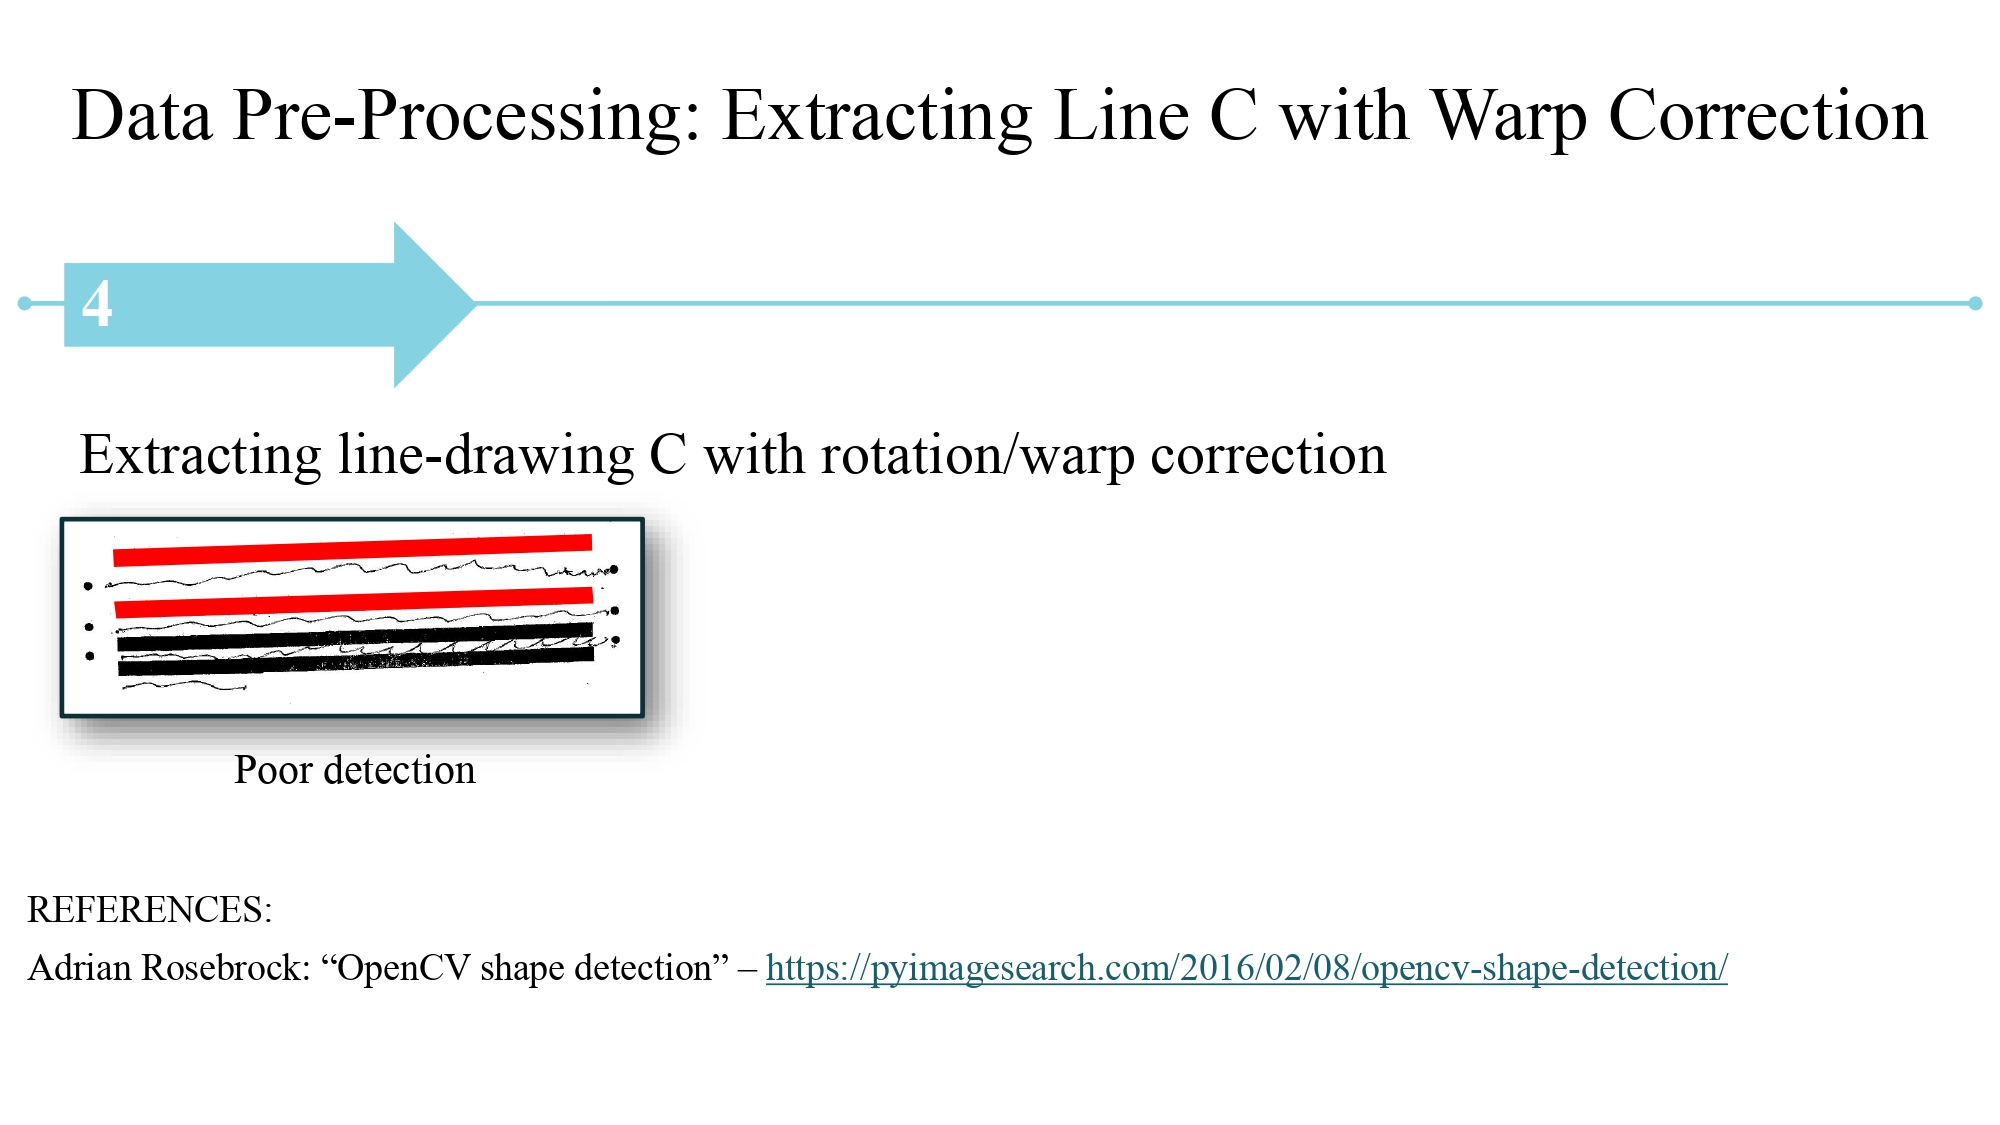 Data Pre-Processing: Extracting Line C with Warp Correction
4
Extracting line-drawing C with rotation/warp correction
Poor detection
REFERENCES:
Adrian Rosebrock: “OpenCV shape detection” – https://pyimagesearch.com/2016/02/08/opencv-shape-detection/